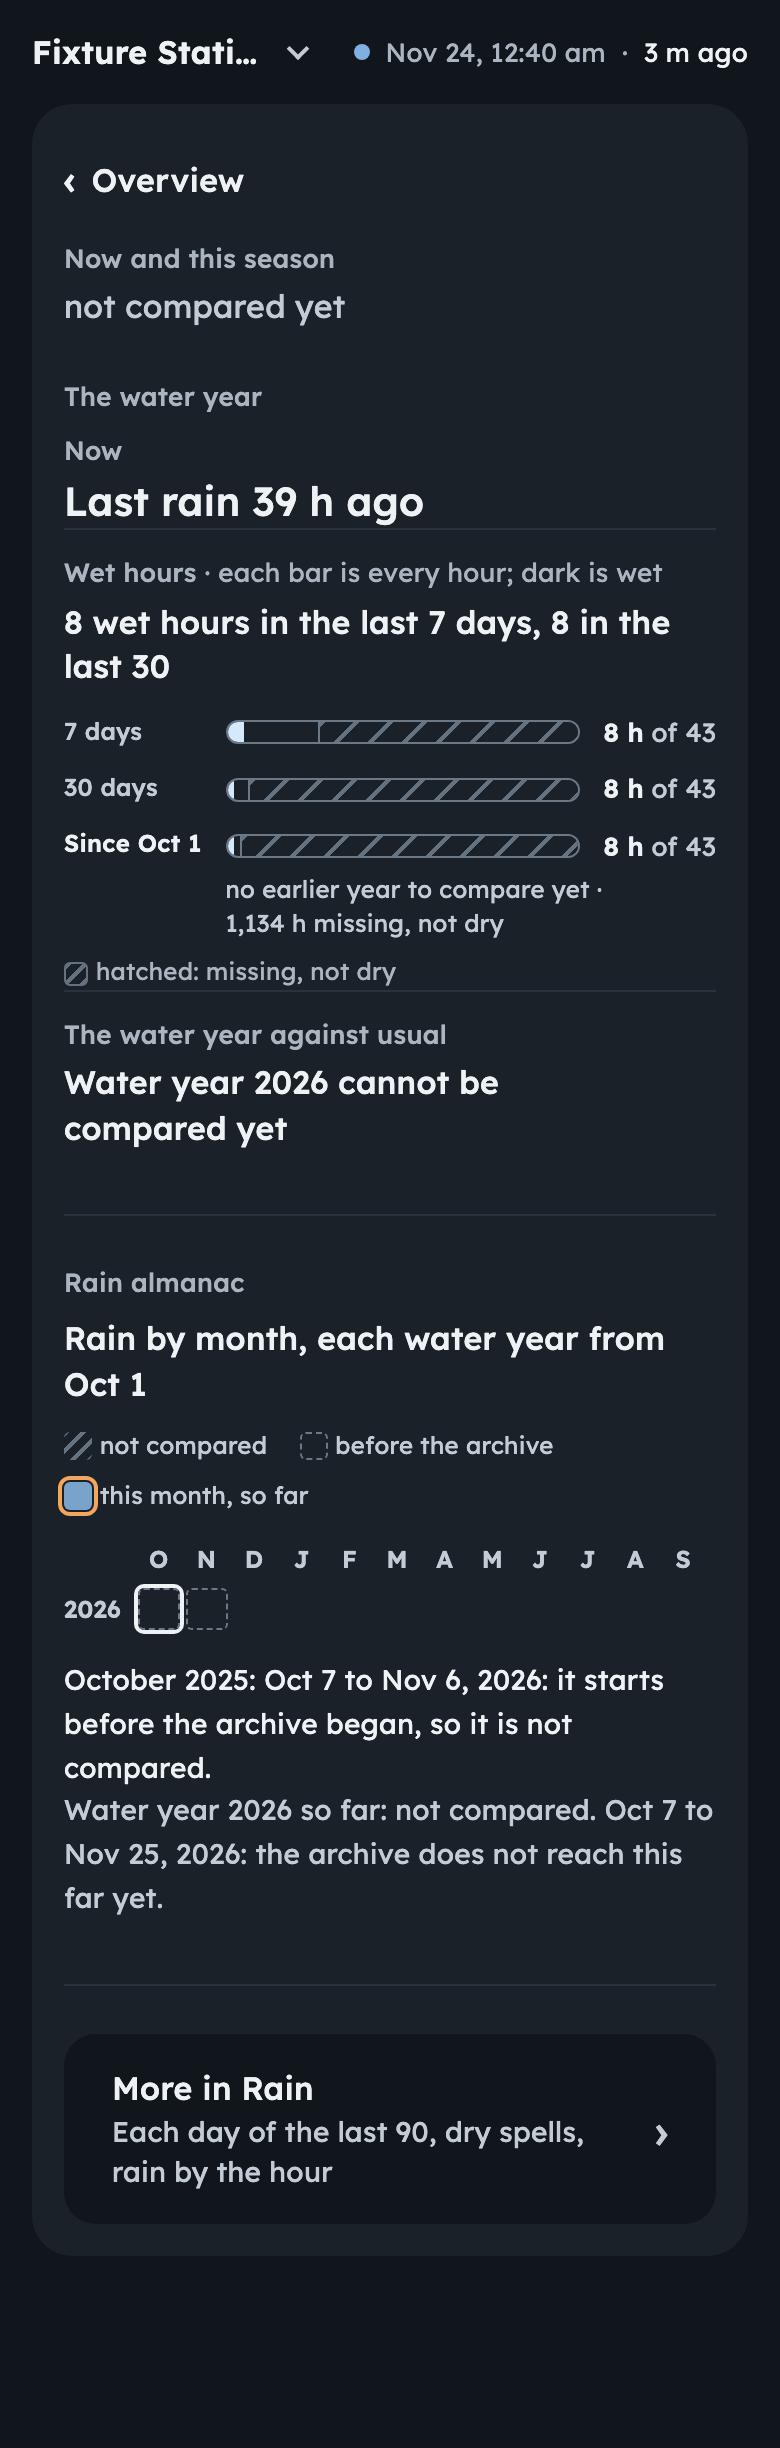 Fixture Stati... Nov 24, 12:40 am · 3 m ago
‹ Overview
Now and this season
not compared yet
The water year
Now
Last rain 39 h ago
Wet hours · each bar is every hour; dark is wet
8 wet hours in the last 7 days, 8 in the
last 30
7 days 8 h of 43
30 days 8 h of 43
Since Oct 1 8 h of 43
no earlier year to compare yet ·
1,134 h missing, not dry
hatched: missing, not dry
The water year against usual
Water year 2026 cannot be
compared yet
Rain almanac
Rain by month, each water year from
Oct 1
not compared before the archive
this month, so far
O N D J F M A M J J A S
2026
October 2025: Oct 7 to Nov 6, 2026: it starts
before the archive began, so it is not
compared.
Water year 2026 so far: not compared. Oct 7 to
Nov 25, 2026: the archive does not reach this
far yet.
More in Rain
Each day of the last 90, dry spells,
rain by the hour ›